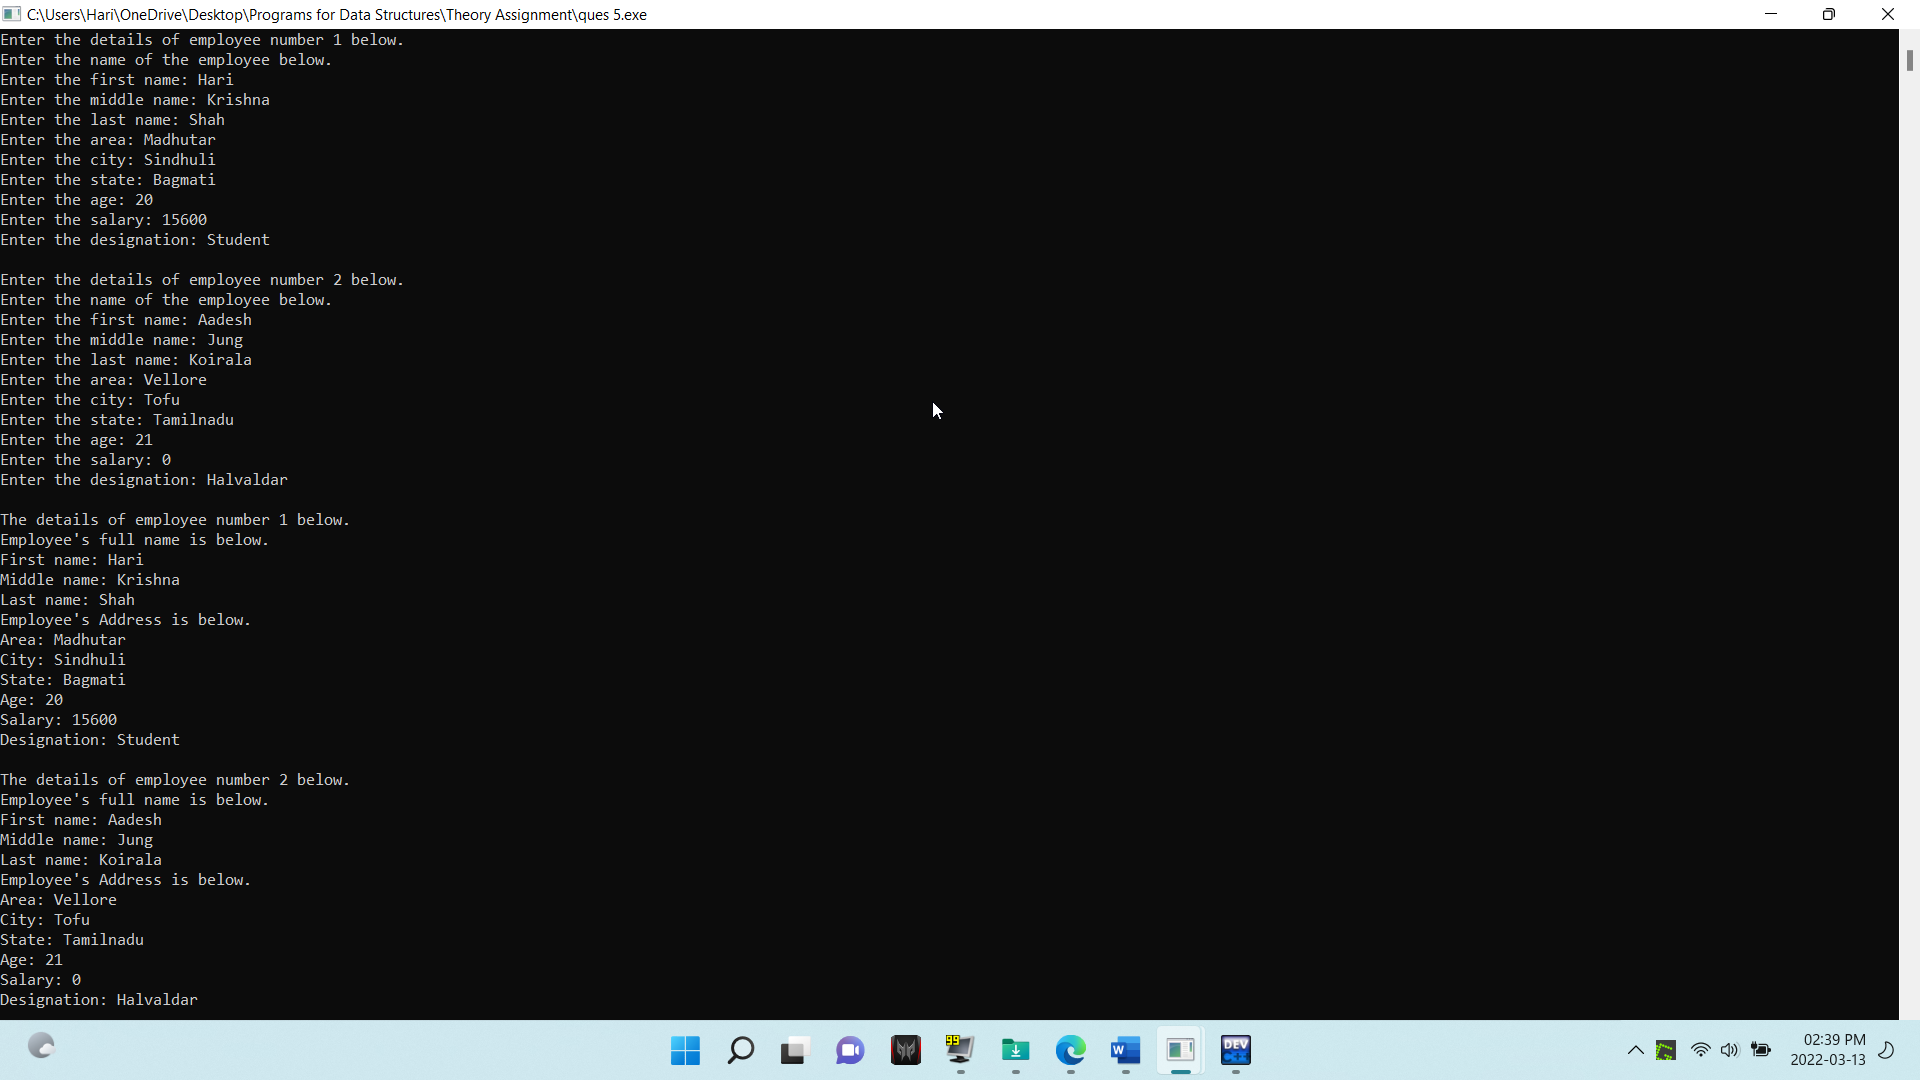 C:\Users\Hari\OneDrive\Desktop\Programs for Data Structures\Theory Assignment\ques 5.exe
Enter the details of employee number 1 below.
Enter the name of the employee below.
Enter the first name: Hari
Enter the middle name: Krishna
Enter the last name: Shah
Enter the area: Madhutar
Enter the city: Sindhuli
Enter the state: Bagmati
Enter the age: 20
Enter the salary: 15600
Enter the designation: Student
Enter the details of employee number 2 below.
Enter the name of the employee below.
Enter the first name: Aadesh
Enter the middle name: Jung
Enter the last name: Koirala
Enter the area: Vellore
Enter the city: Tofu
Enter the state: Tamilnadu
Enter the age: 21
Enter the salary: 0
Enter the designation: Halvaldar
The details of employee number 1 below.
Employee's full name is below.
First name: Hari
Middle name: Krishna
Last name: Shah
Employee's Address is below.
Area: Madhutar
City: Sindhuli
State: Bagmati
Age: 20
Salary: 15600
Designation: Student
The details of employee number 2 below.
Employee's full name is below.
First name: Aadesh
Middle name: Jung
Last name: Koirala
Employee's Address is below.
Area: Vellore
City: Tofu
State: Tamilnadu
Age: 21
Salary: 0
Designation: Halvaldar
99
W
DEV
C++
02:39 PM
2022-03-13